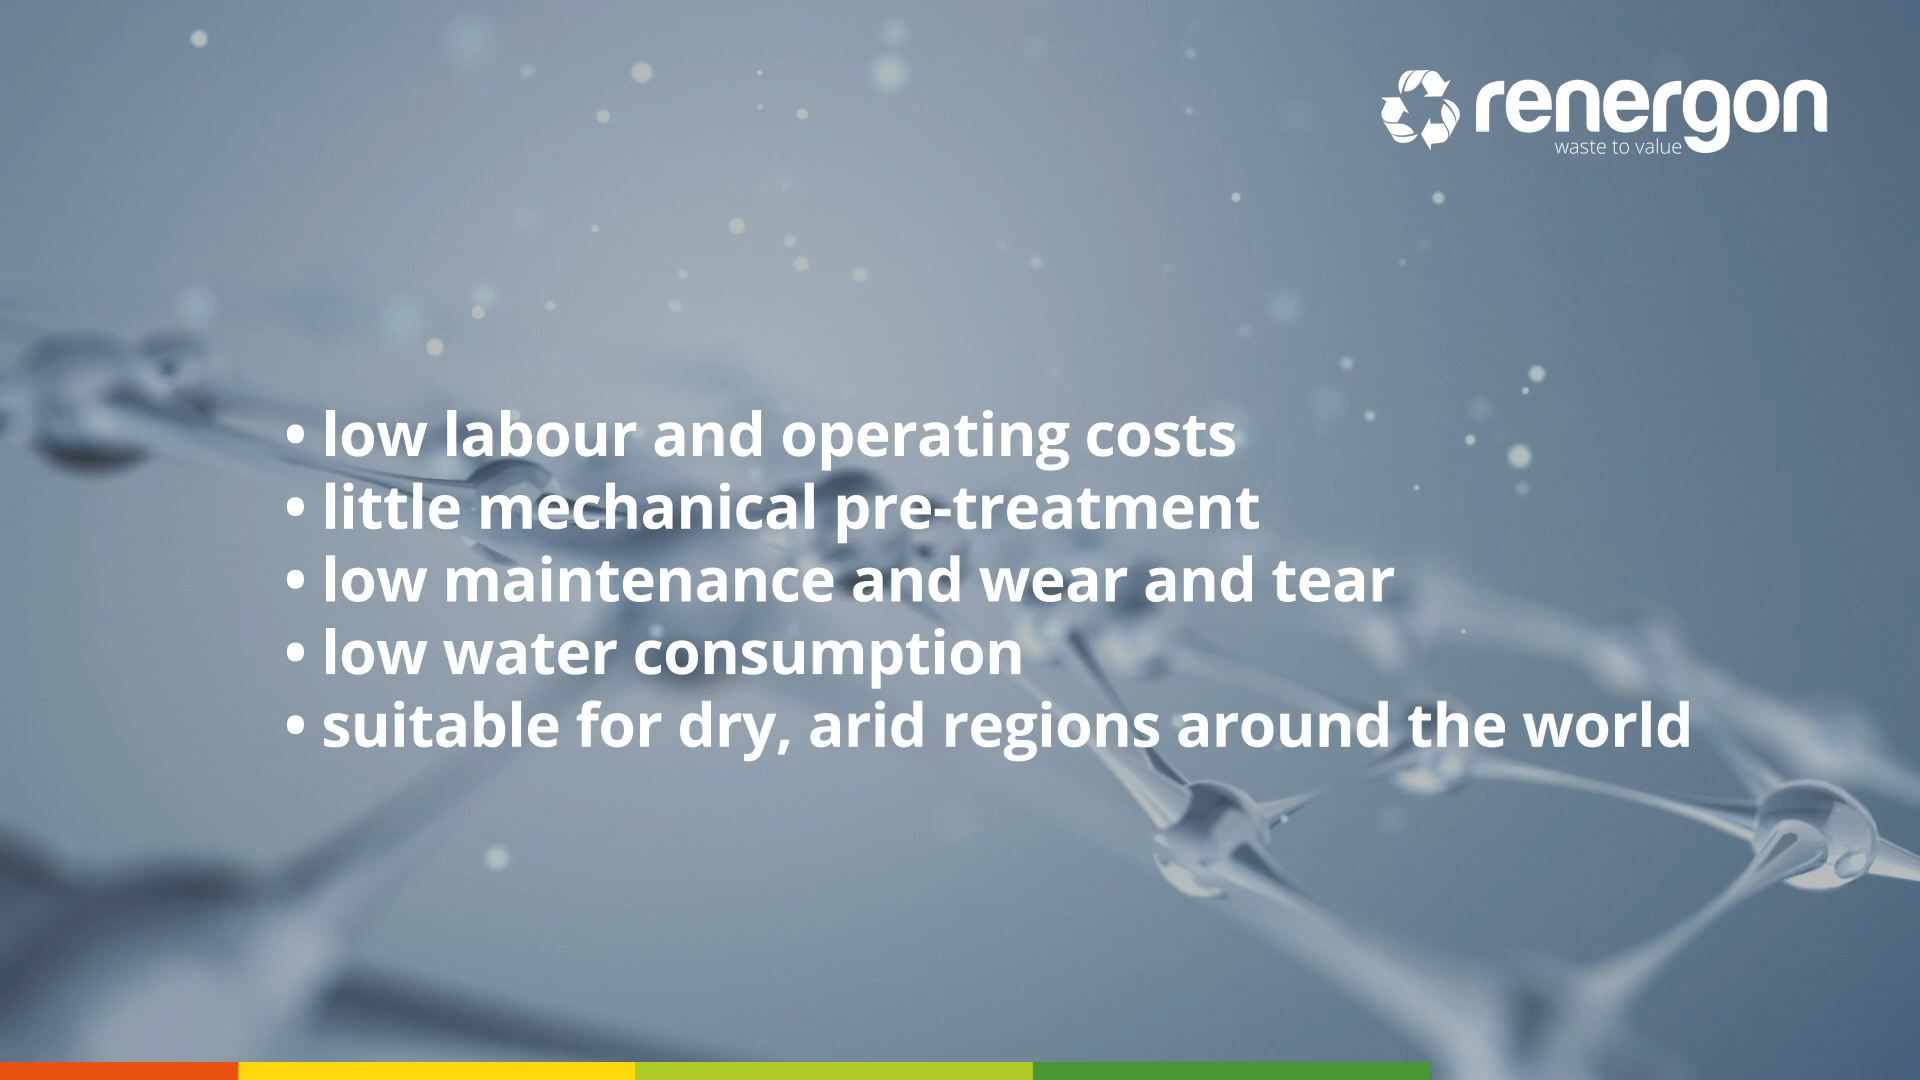 renergon
waste to value
• low labour and operating costs
• little mechanical pre-treatment
• low maintenance and wear and tear
• low water consumption
• suitable for dry, arid regions around the world